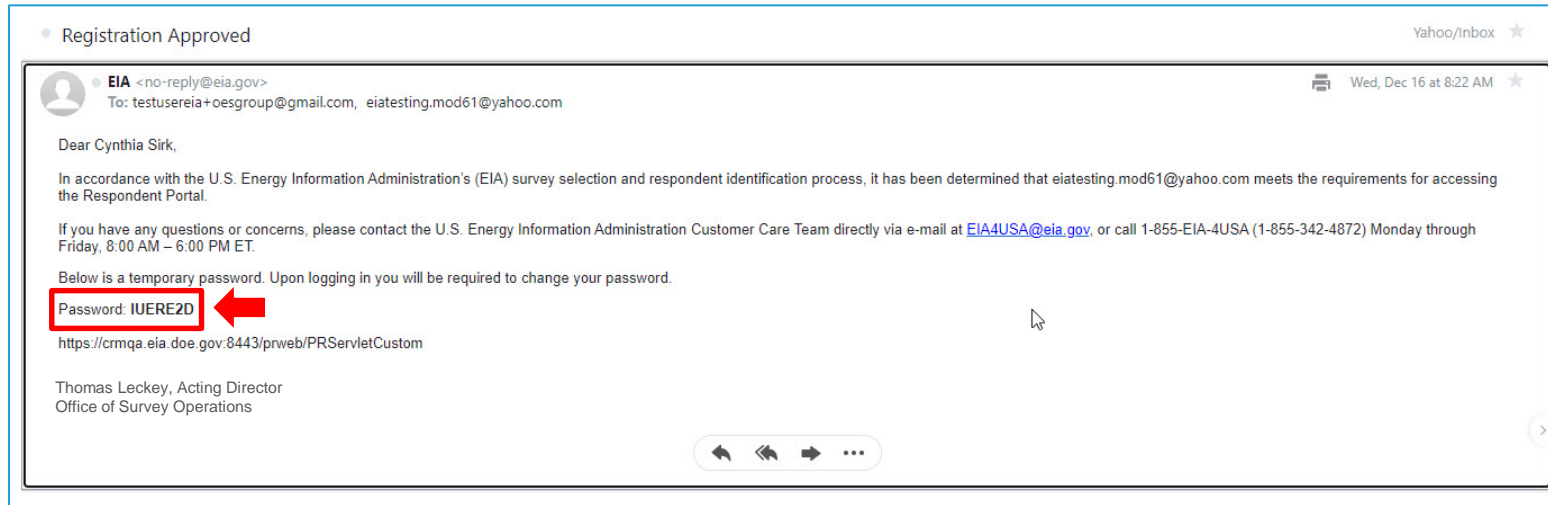 Registration Approved
Yahoo/Inbox
EIA <no-reply@eia.gov>
Wed, Dec 16 at 8:22 AM
To: testusereia+oesgroup@gmail.com, eiatesting.mod61@yahoo.com
Dear Cynthia Sirk,
In accordance with the U.S. Energy Information Administration's (EIA) survey selection and respondent identification process, it has been determined that eiatesting.mod61@yahoo.com meets the requirements for accessing
the Respondent Portal.
If you have any questions or concerns, please contact the U.S. Energy Information Administration Customer Care Team directly via e-mail at EIA4USA@eia.gov, or call 1-855-EIA-4USA (1-855-342-4872) Monday through
Friday, 8:00 AM – 6:00 PM ET.
Below is a temporary password. Upon logging in you will be required to change your password.
Password: IUERE2D
https://crmqa.eia.doe.gov:8443/prweb/PRServletCustom
Thomas Leckey, Acting Director
Office of Survey Operations